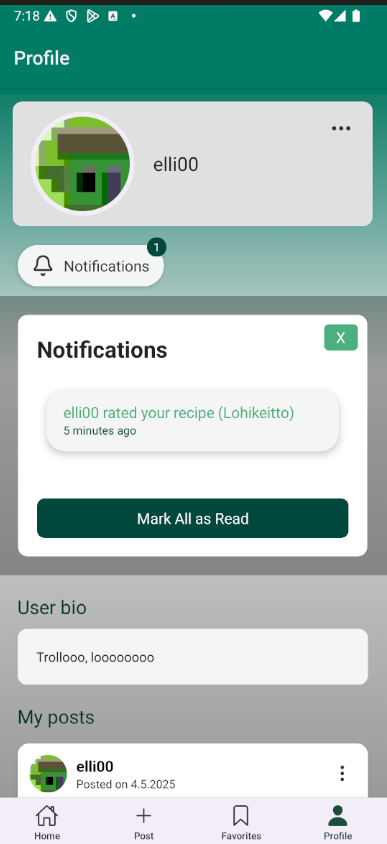 7:18
Profile
elli00
1
Notifications
X
Notifications
elli00 rated your recipe (Lohikeitto)
5 minutes ago
Mark All as Read
User bio
Trollooo, loooooooo
My posts
elli00
Posted on 4.5.2025
Home
Post
Favorites
Profile